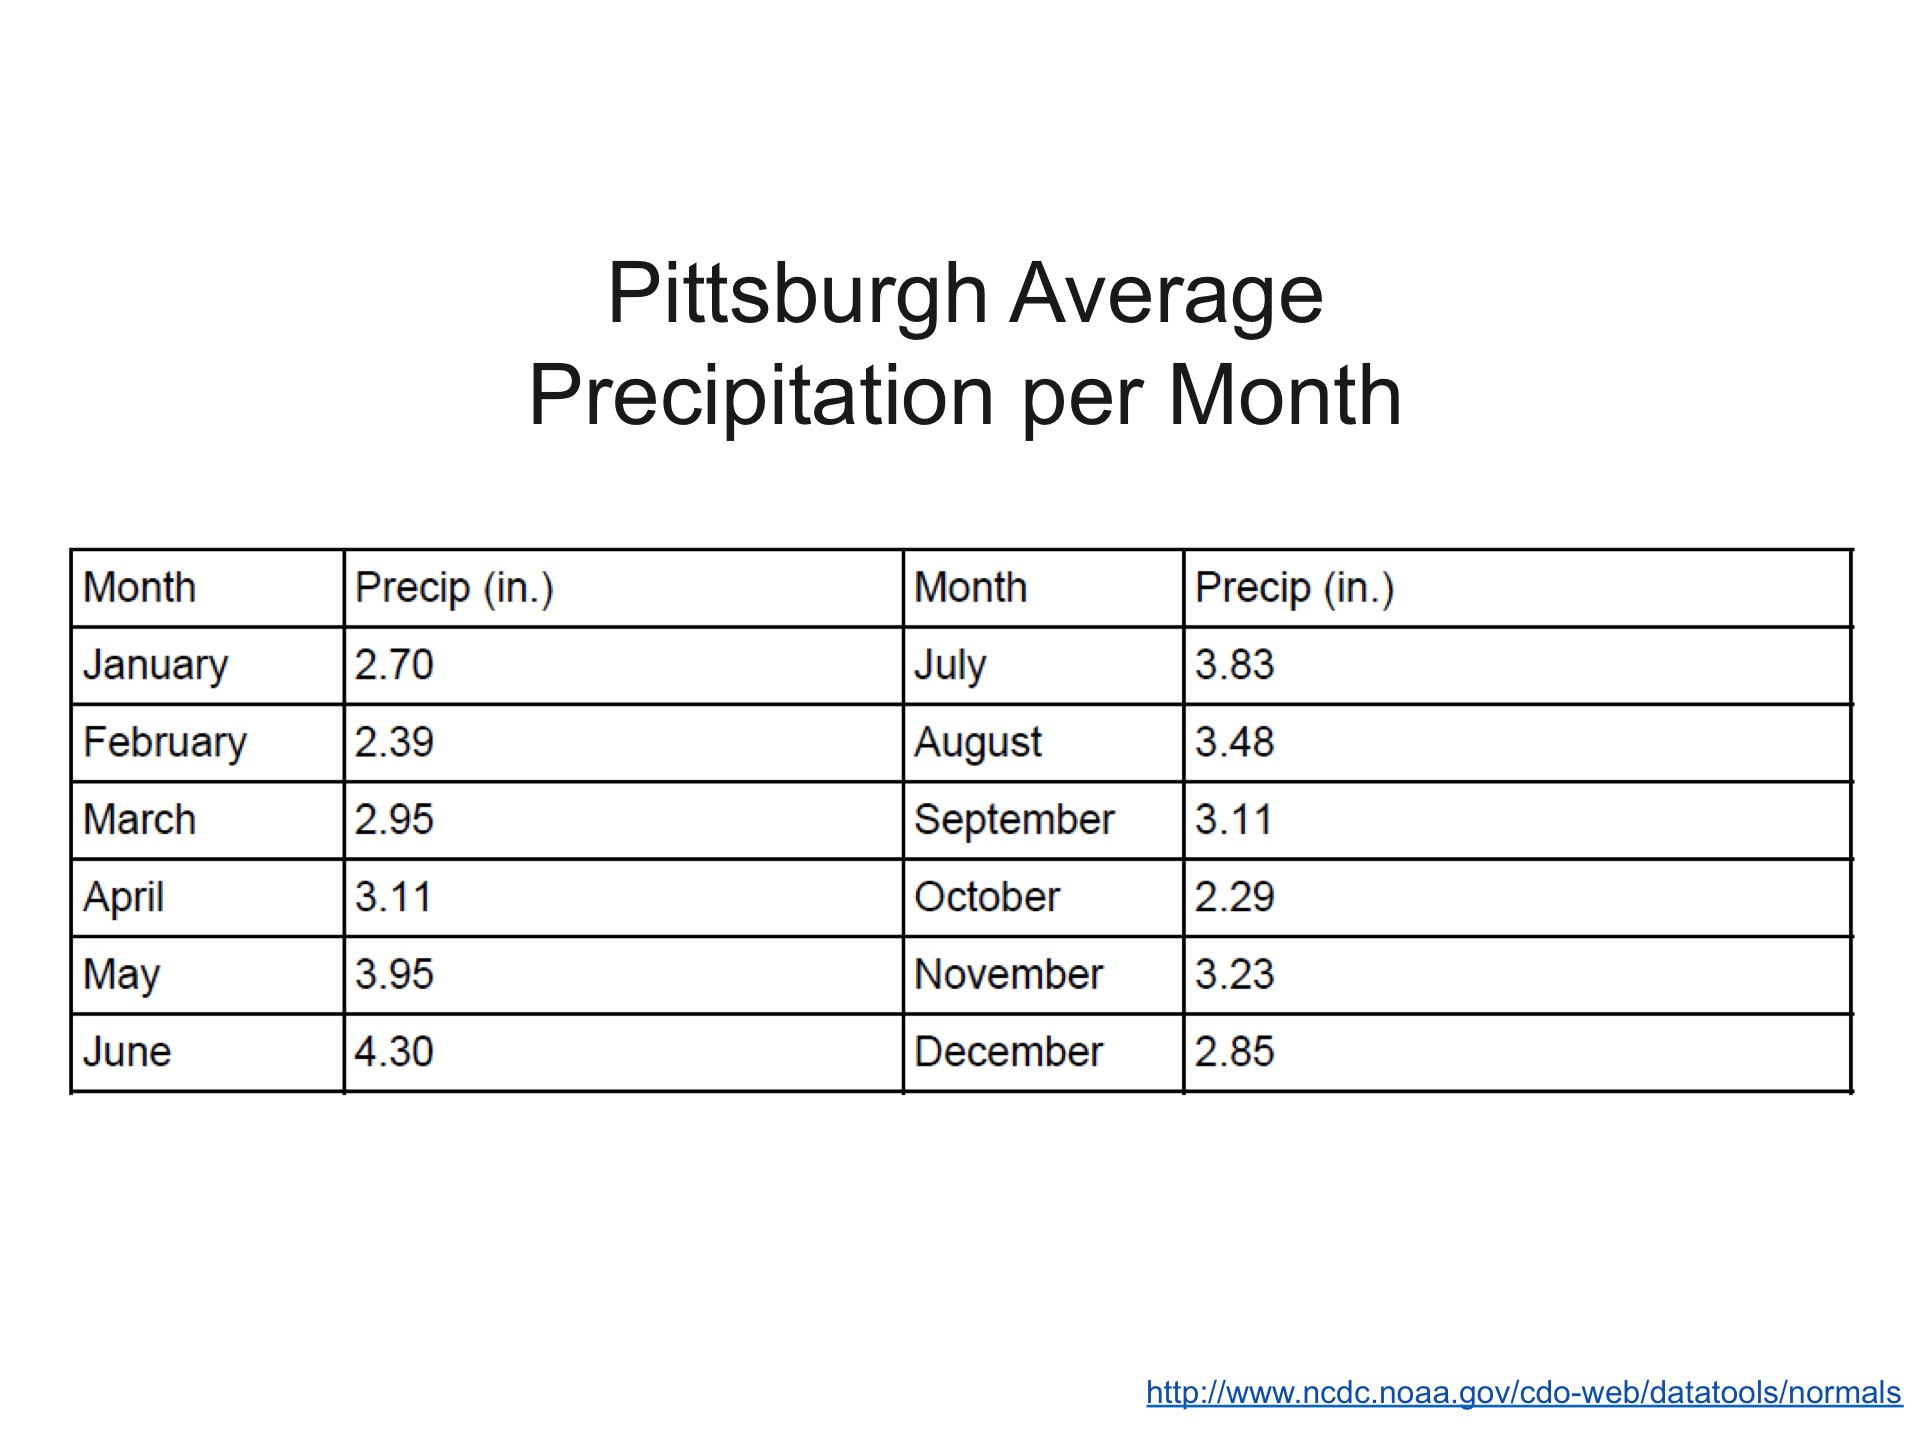 Pittsburgh Average
Precipitation per Month
Month Precip (in.) Month Precip (in.)
January 2.70 July 3.83
February 2.39 August 3.48
March 2.95 September 3.11
April 3.11 October 2.29
May 3.95 November 3.23
June 4.30 December 2.85
http://www.ncdc.noaa.gov/cdo-web/datatools/normals